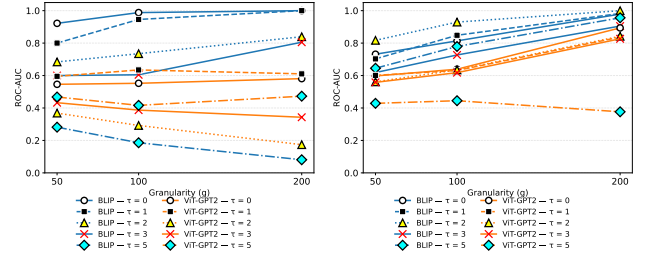 1.0
0.8
0.6
0.4
0.2
0.0
ROC-AUC
50
100
200
Granularity (g)
BLIP — τ = 0
BLIP — τ = 1
BLIP — τ = 2
BLIP — τ = 3
BLIP — τ = 5
ViT-GPT2 — τ = 0
ViT-GPT2 — τ = 1
ViT-GPT2 — τ = 2
ViT-GPT2 — τ = 3
ViT-GPT2 — τ = 5
1.0
0.8
0.6
0.4
0.2
0.0
ROC-AUC
50
100
200
Granularity (g)
BLIP — τ = 0
BLIP — τ = 1
BLIP — τ = 2
BLIP — τ = 3
BLIP — τ = 5
ViT-GPT2 — τ = 0
ViT-GPT2 — τ = 1
ViT-GPT2 — τ = 2
ViT-GPT2 — τ = 3
ViT-GPT2 — τ = 5